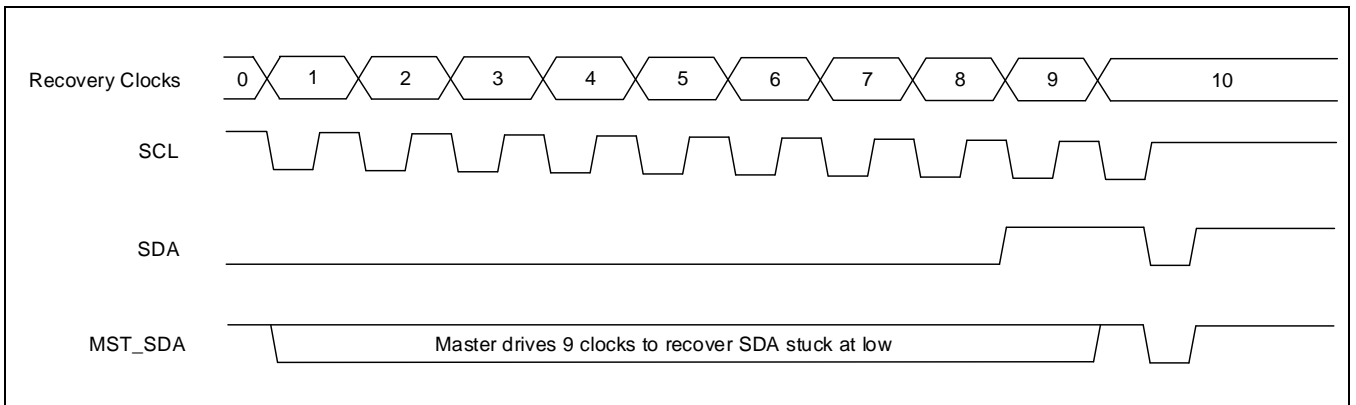 Recovery Clocks 0 1 2 3 4 5 6 7 8 9 10
SCL
SDA
MST_SDA Master drives 9 clocks to recover SDA stuck at low